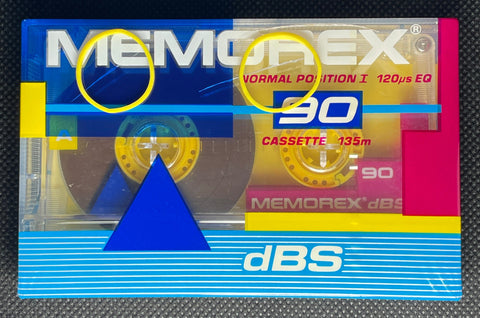 MEMOREX®
NORMAL POSITION I 120µs EQ
90
CASSETTE 135m
A
90
MEMOREX® dBS
dBS